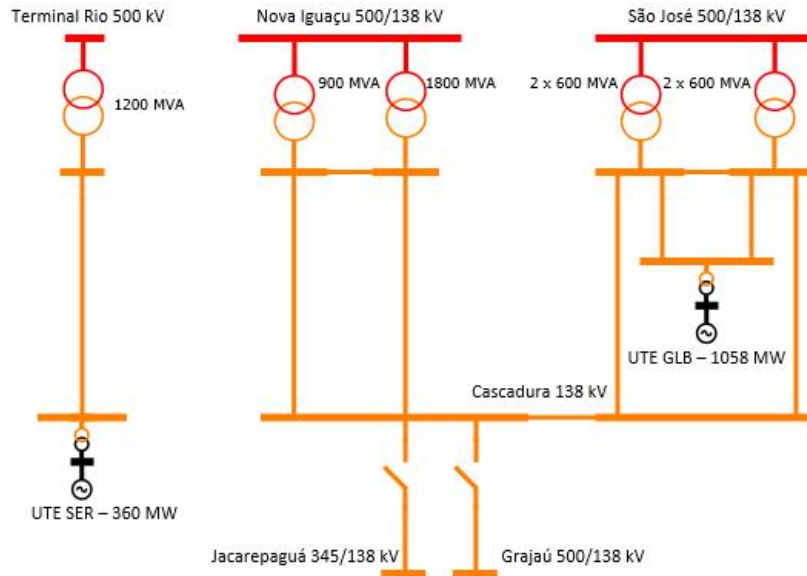 Terminal Rio 500 kV
Nova Iguaçu 500/138 kV
São José 500/138 kV
1200 MVA
900 MVA
1800 MVA
2 x 600 MVA
2 x 600 MVA
UTE GLB – 1058 MW
Cascadura 138 kV
UTE SER – 360 MW
Jacarepaguá 345/138 kV
Grajaú 500/138 kV